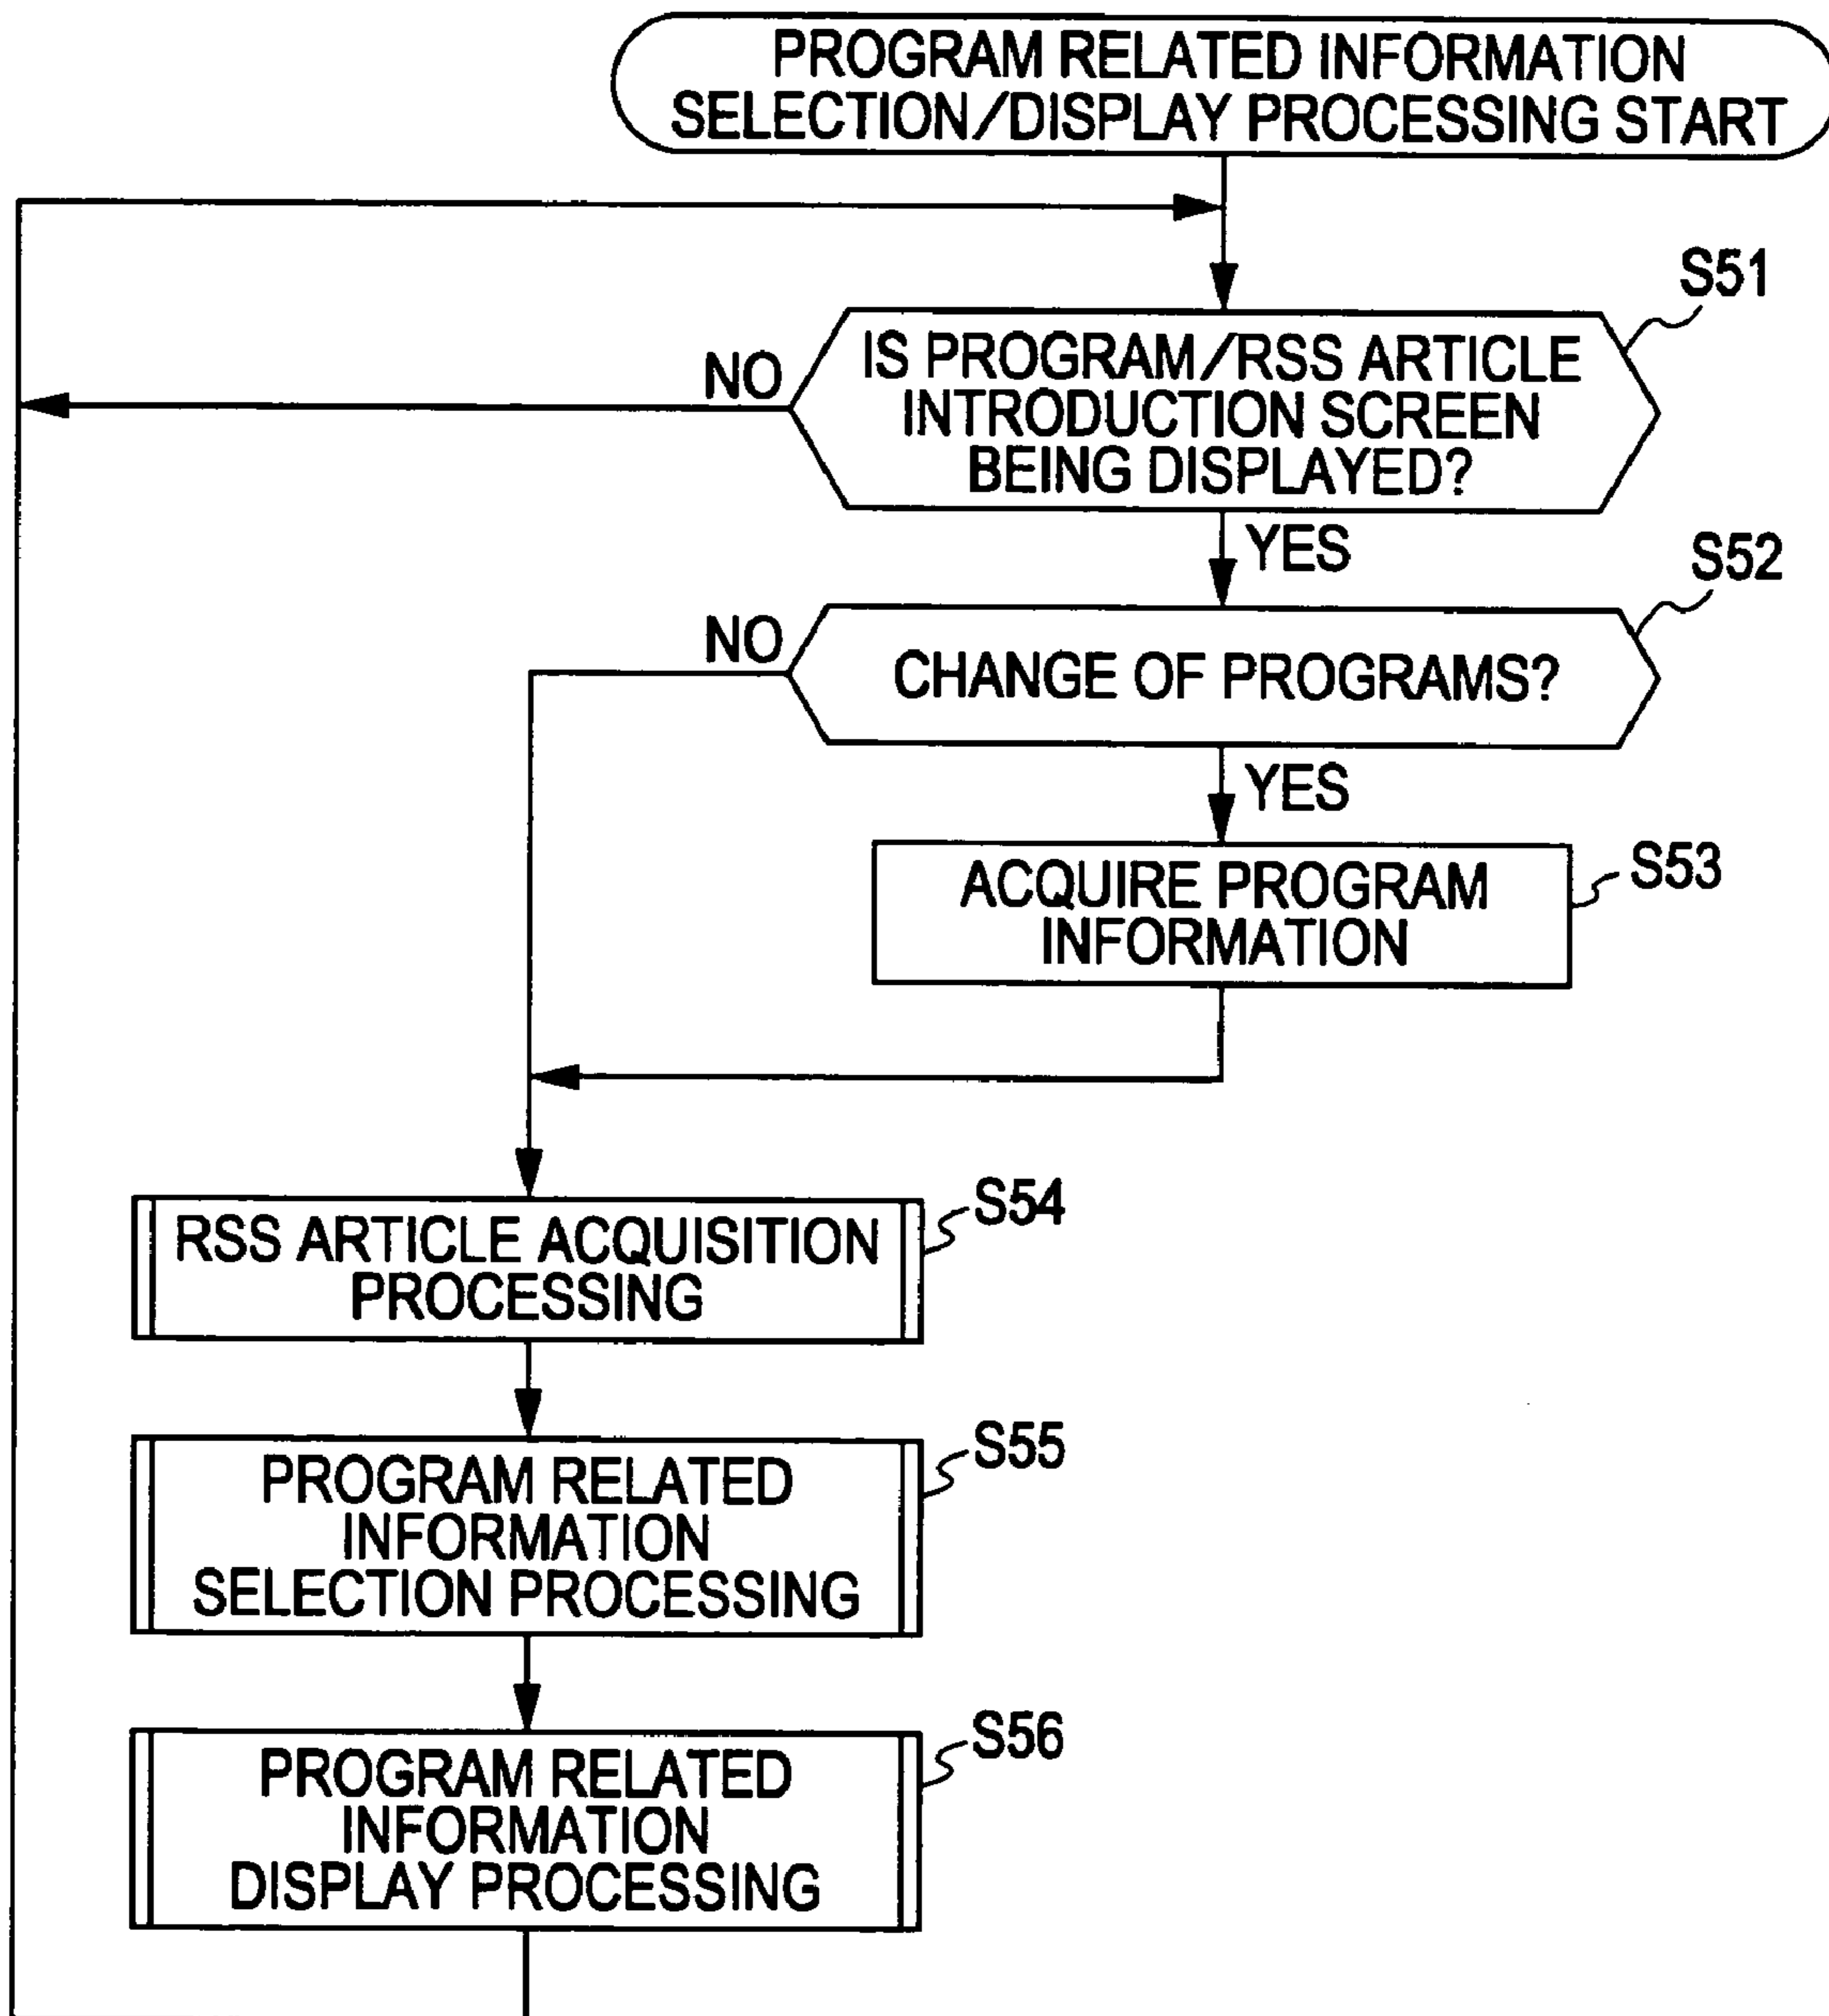 PROGRAM RELATED INFORMATION
SELECTION/DISPLAY PROCESSING START
S51
NO
IS PROGRAM/RSS ARTICLE
INTRODUCTION SCREEN
BEING DISPLAYED?
YES
S52
NO
CHANGE OF PROGRAMS?
YES
S53
ACQUIRE PROGRAM
INFORMATION
S54
RSS ARTICLE ACQUISITION
PROCESSING
S55
PROGRAM RELATED
INFORMATION
SELECTION PROCESSING
S56
PROGRAM RELATED
INFORMATION
DISPLAY PROCESSING